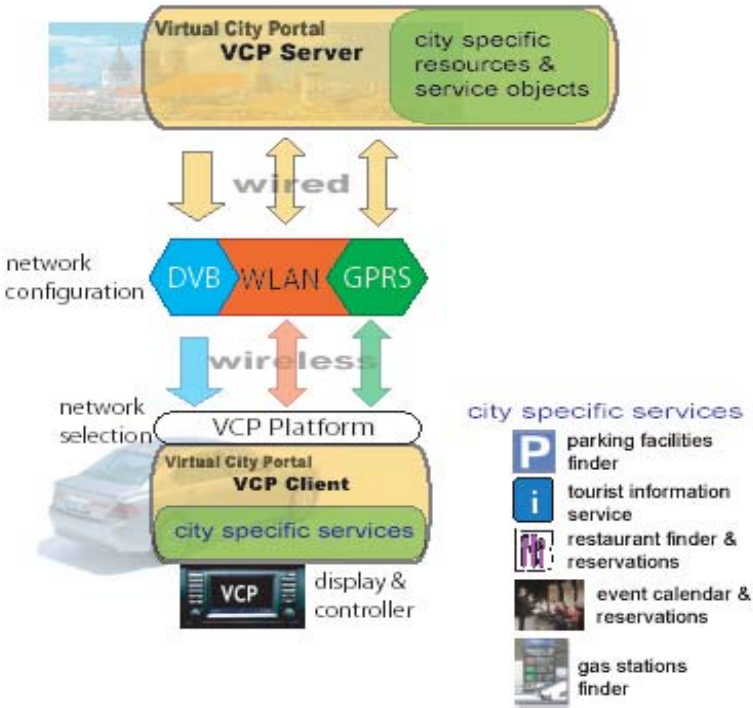 Virtual City Portal
VCP Server
city specific
resources &
service objects
wired
network
configuration
DVB
WLAN
GPRS
wireless
network
selection
VCP Platform
Virtual City Portal
VCP Client
city specific services
VCP
display &
controller
city specific services
P
parking facilities
finder
i
tourist information
service
restaurant finder &
reservations
event calendar &
reservations
gas stations
finder